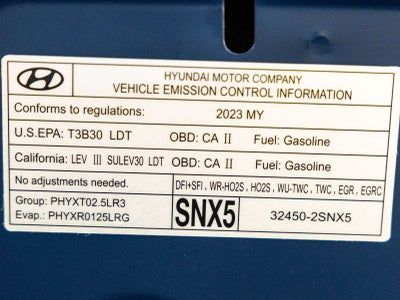 HYUNDAI MOTOR COMPANY
VEHICLE EMISSION CONTROL INFORMATION
Conforms to regulations: 2023 MY
U.S.EPA: T3B30 LDT OBD: CA II Fuel: Gasoline
California: LEV III SULEV30 LDT OBD: CA II Fuel: Gasoline
No adjustments needed. DFI+SFI, WR-HO2S, HO2S, WU-TWC, TWC, EGR, EGRC
Group: PHYXT02.5LR3 SNX5 32450-2SNX5
Evap.: PHYXR0125LRG